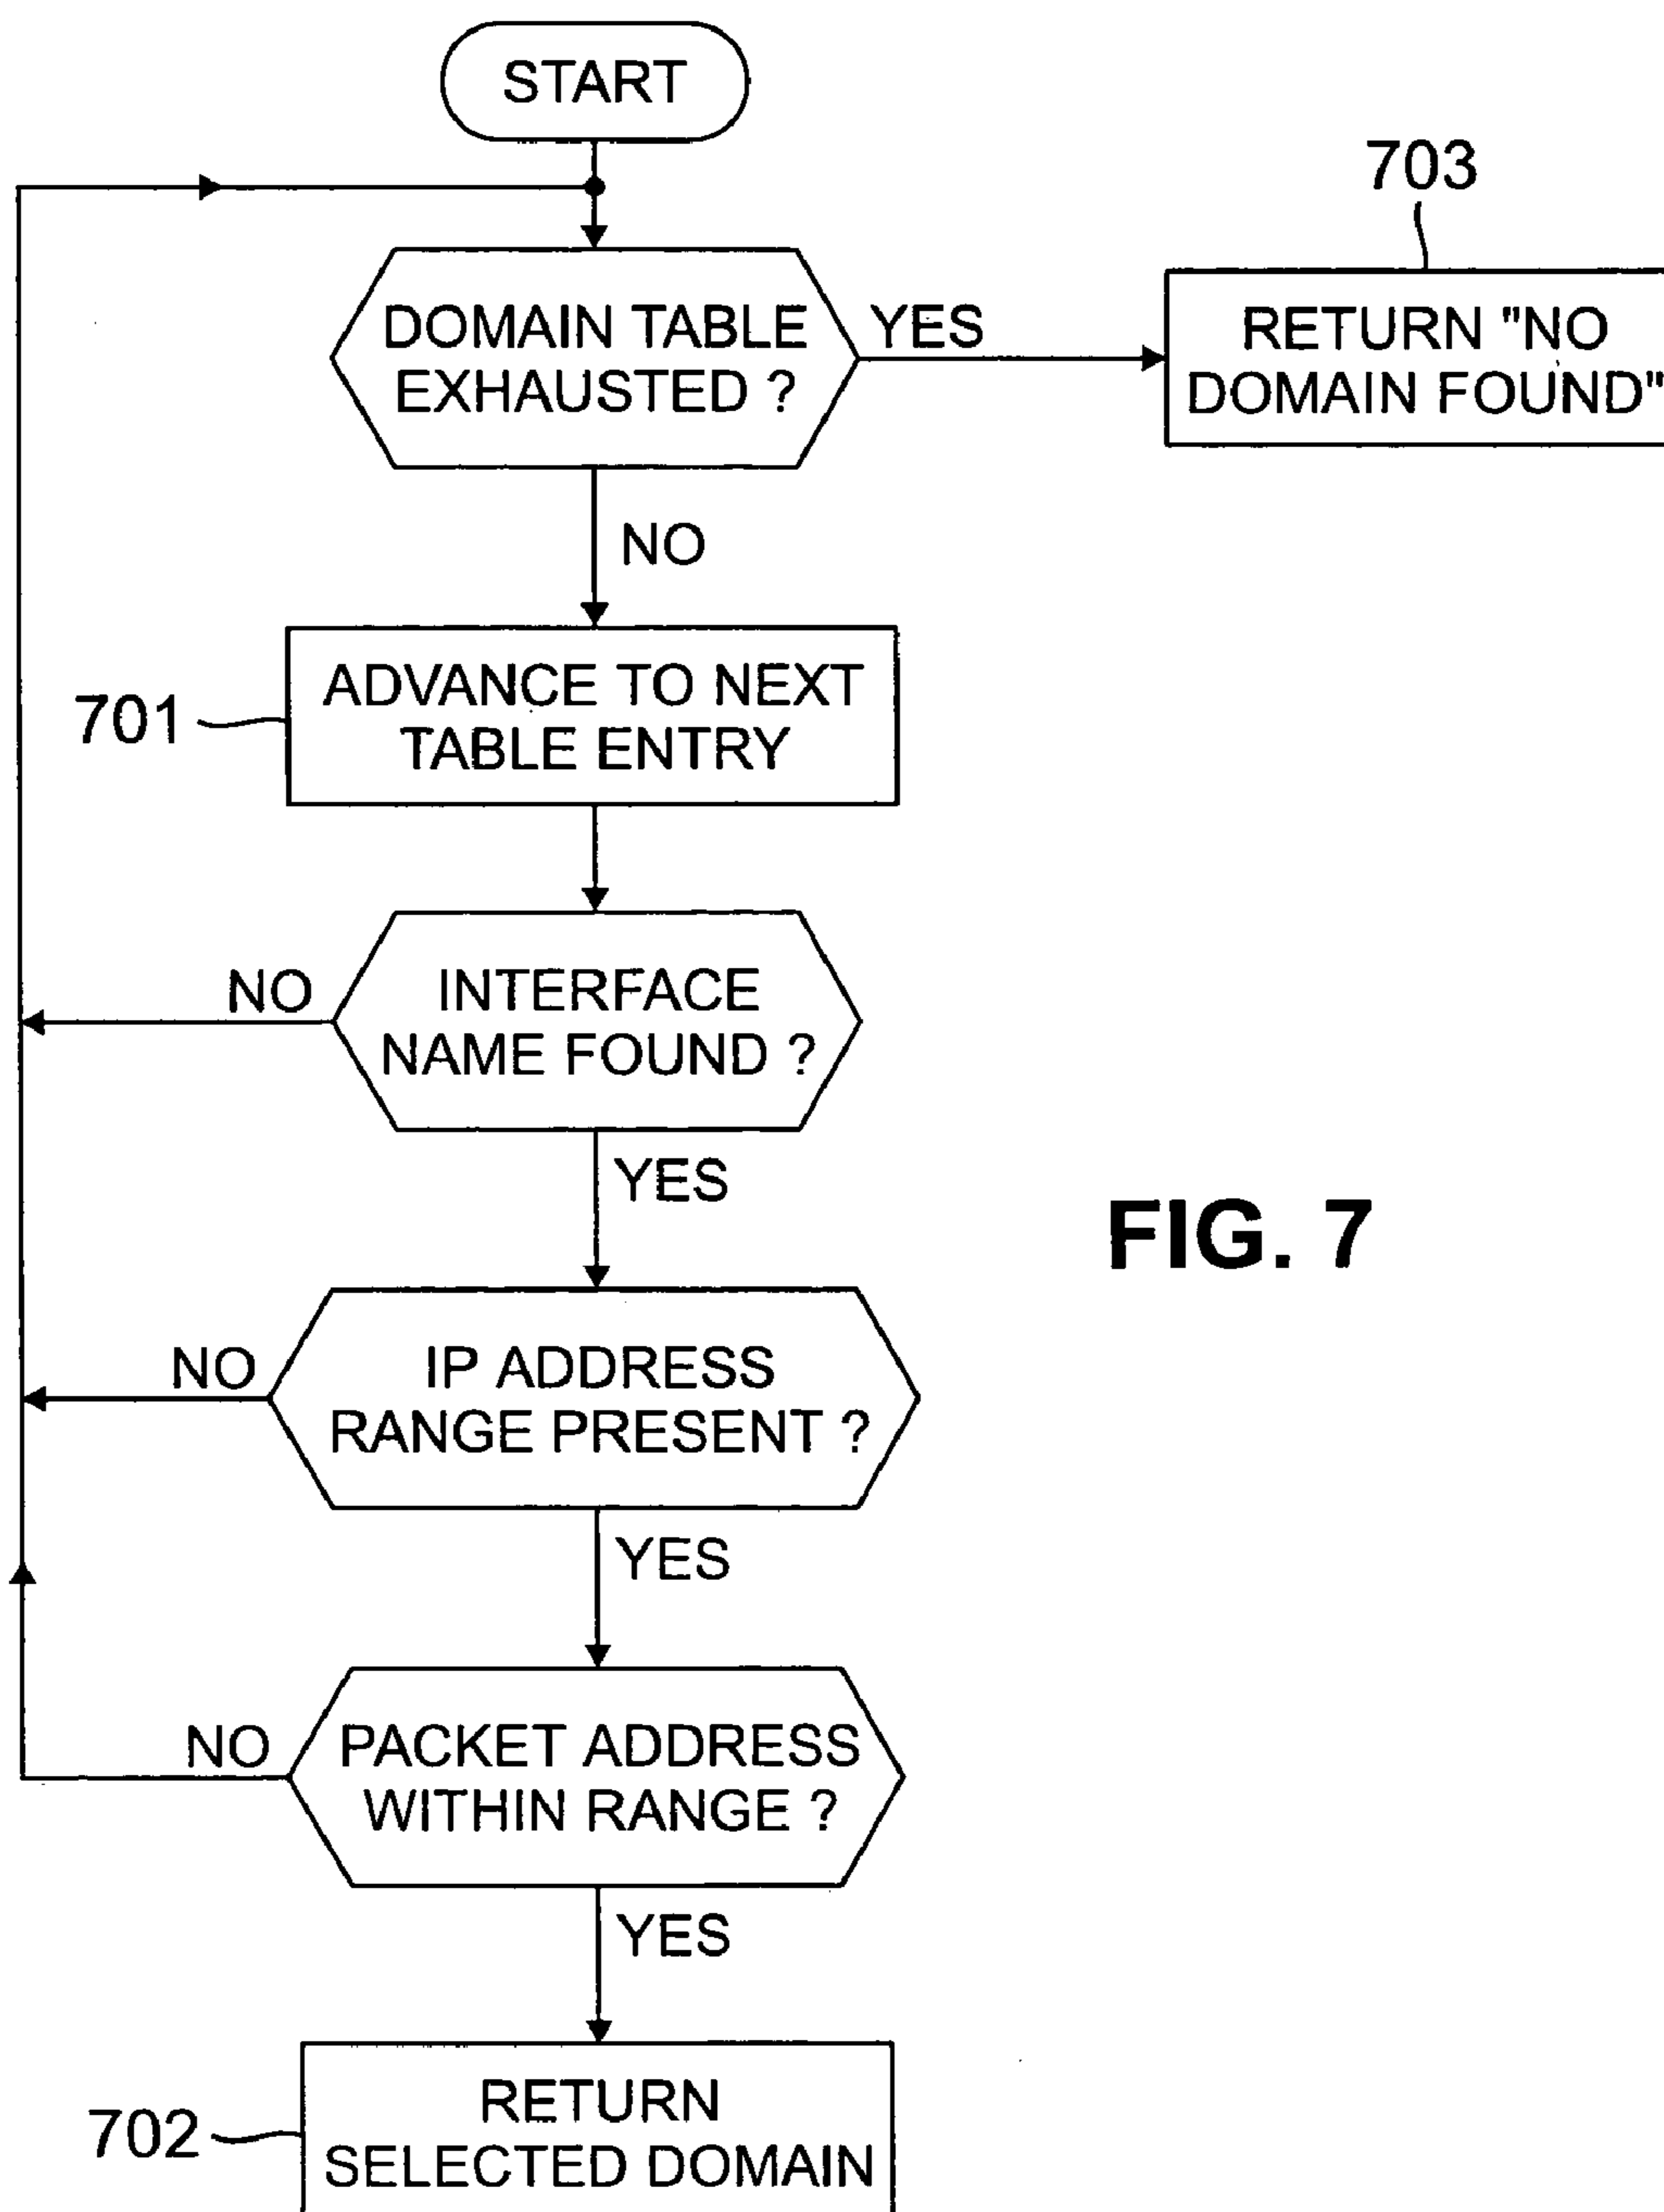 START
703
DOMAIN TABLE
EXHAUSTED ?
YES
RETURN "NO
DOMAIN FOUND"
NO
701
ADVANCE TO NEXT
TABLE ENTRY
NO
INTERFACE
NAME FOUND ?
YES
FIG. 7
NO
IP ADDRESS
RANGE PRESENT ?
YES
NO
PACKET ADDRESS
WITHIN RANGE ?
YES
702
RETURN
SELECTED DOMAIN